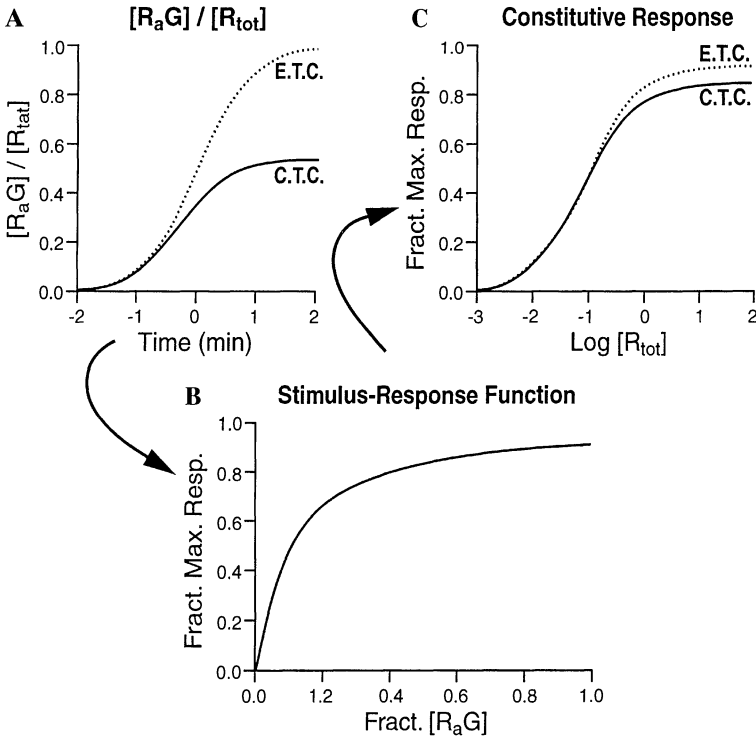 A
[RaG] / [Rtot]
[RaG] / [Rtat]
1.0
0.8
0.6
0.4
0.2
0.0
E.T.C.
C.T.C.
-2
-1
0
1
2
Time (min)
C
Constitutive Response
Fract. Max. Resp.
1.0
0.8
0.6
0.4
0.2
0.0
E.T.C.
C.T.C.
-3
-2
-1
0
1
2
Log [Rtot]
B
Stimulus-Response Function
Fract. Max. Resp.
1.0
0.8
0.6
0.4
0.2
0.0
0.0
1.2
0.4
0.6
0.8
1.0
Fract. [RaG]